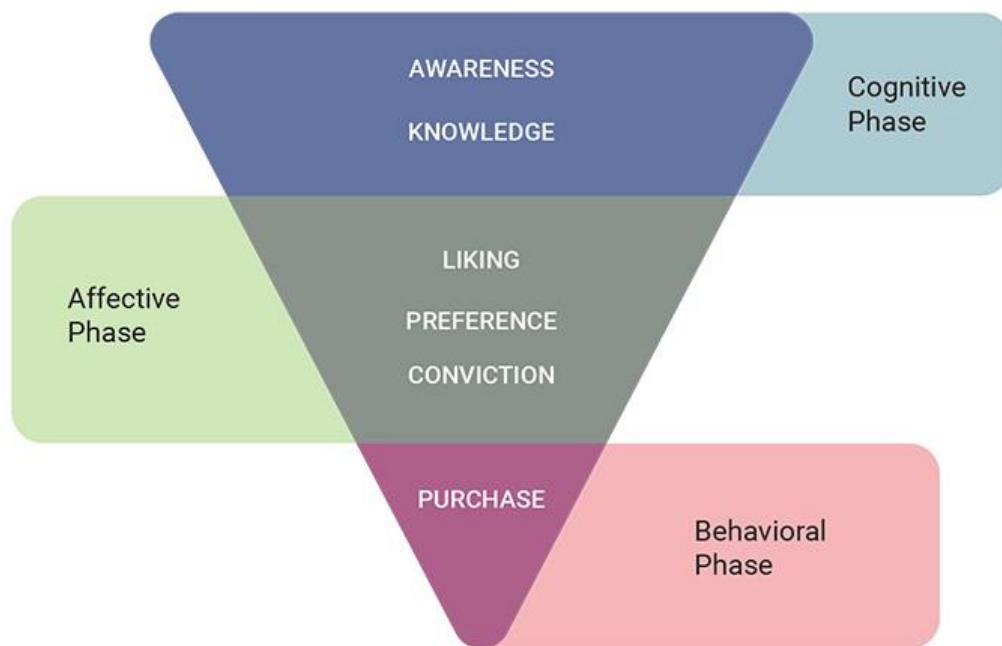 AWARENESS
Cognitive
Phase
KNOWLEDGE
LIKING
Affective
Phase
PREFERENCE
CONVICTION
PURCHASE
Behavioral
Phase